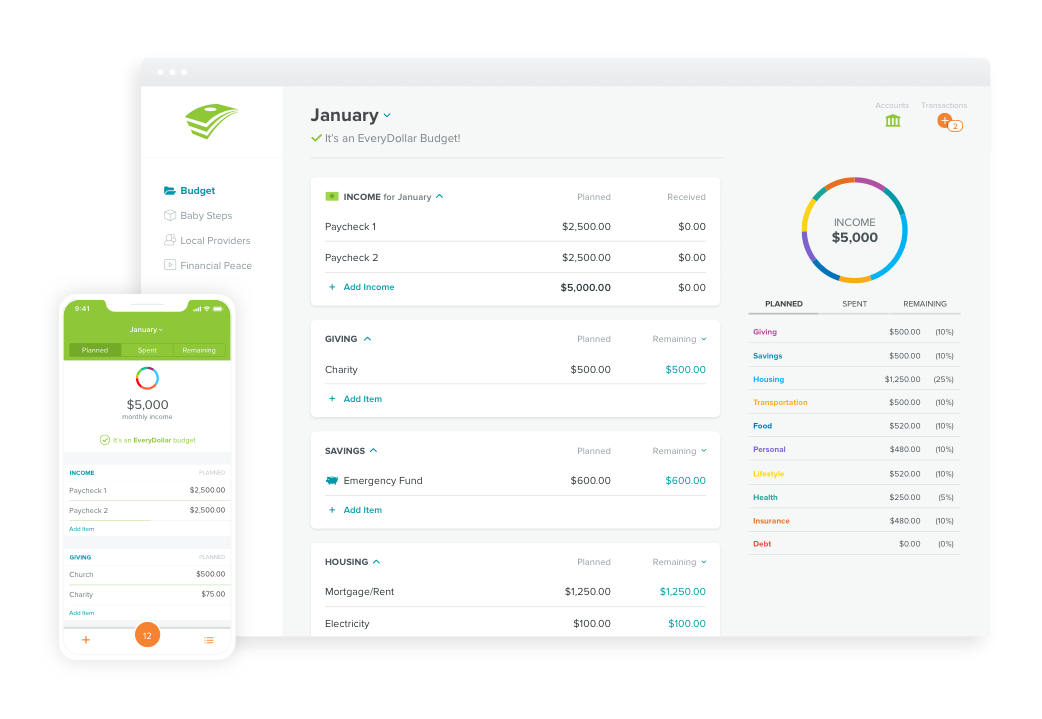 January
It's an EveryDollar Budget!
Accounts
Transactions
2
Budget
Baby Steps
Local Providers
Financial Peace
INCOME for January Planned Received
Paycheck 1 $2,500.00 $0.00
Paycheck 2 $2,500.00 $0.00
+ Add Income $5,000.00 $0.00
GIVING Planned Remaining
Charity $500.00 $500.00
+ Add Item
SAVINGS Planned Remaining
Emergency Fund $600.00 $600.00
+ Add Item
HOUSING Planned Remaining
Mortgage/Rent $1,250.00 $1,250.00
Electricity $100.00 $100.00
INCOME
$5,000
PLANNED SPENT REMAINING
Giving $500.00 (10%)
Savings $500.00 (10%)
Housing $1,250.00 (25%)
Transportation $500.00 (10%)
Food $520.00 (10%)
Personal $480.00 (10%)
Lifestyle $520.00 (10%)
Health $250.00 (5%)
Insurance $480.00 (10%)
Debt $0.00 (0%)
9:41
January
Planned Spent Remaining
$5,000
monthly income
It's an EveryDollar budget
INCOME PLANNED
Paycheck 1 $2,500.00
Paycheck 2 $2,500.00
Add Item
GIVING PLANNED
Church $500.00
Charity $75.00
Add Item
+ 12